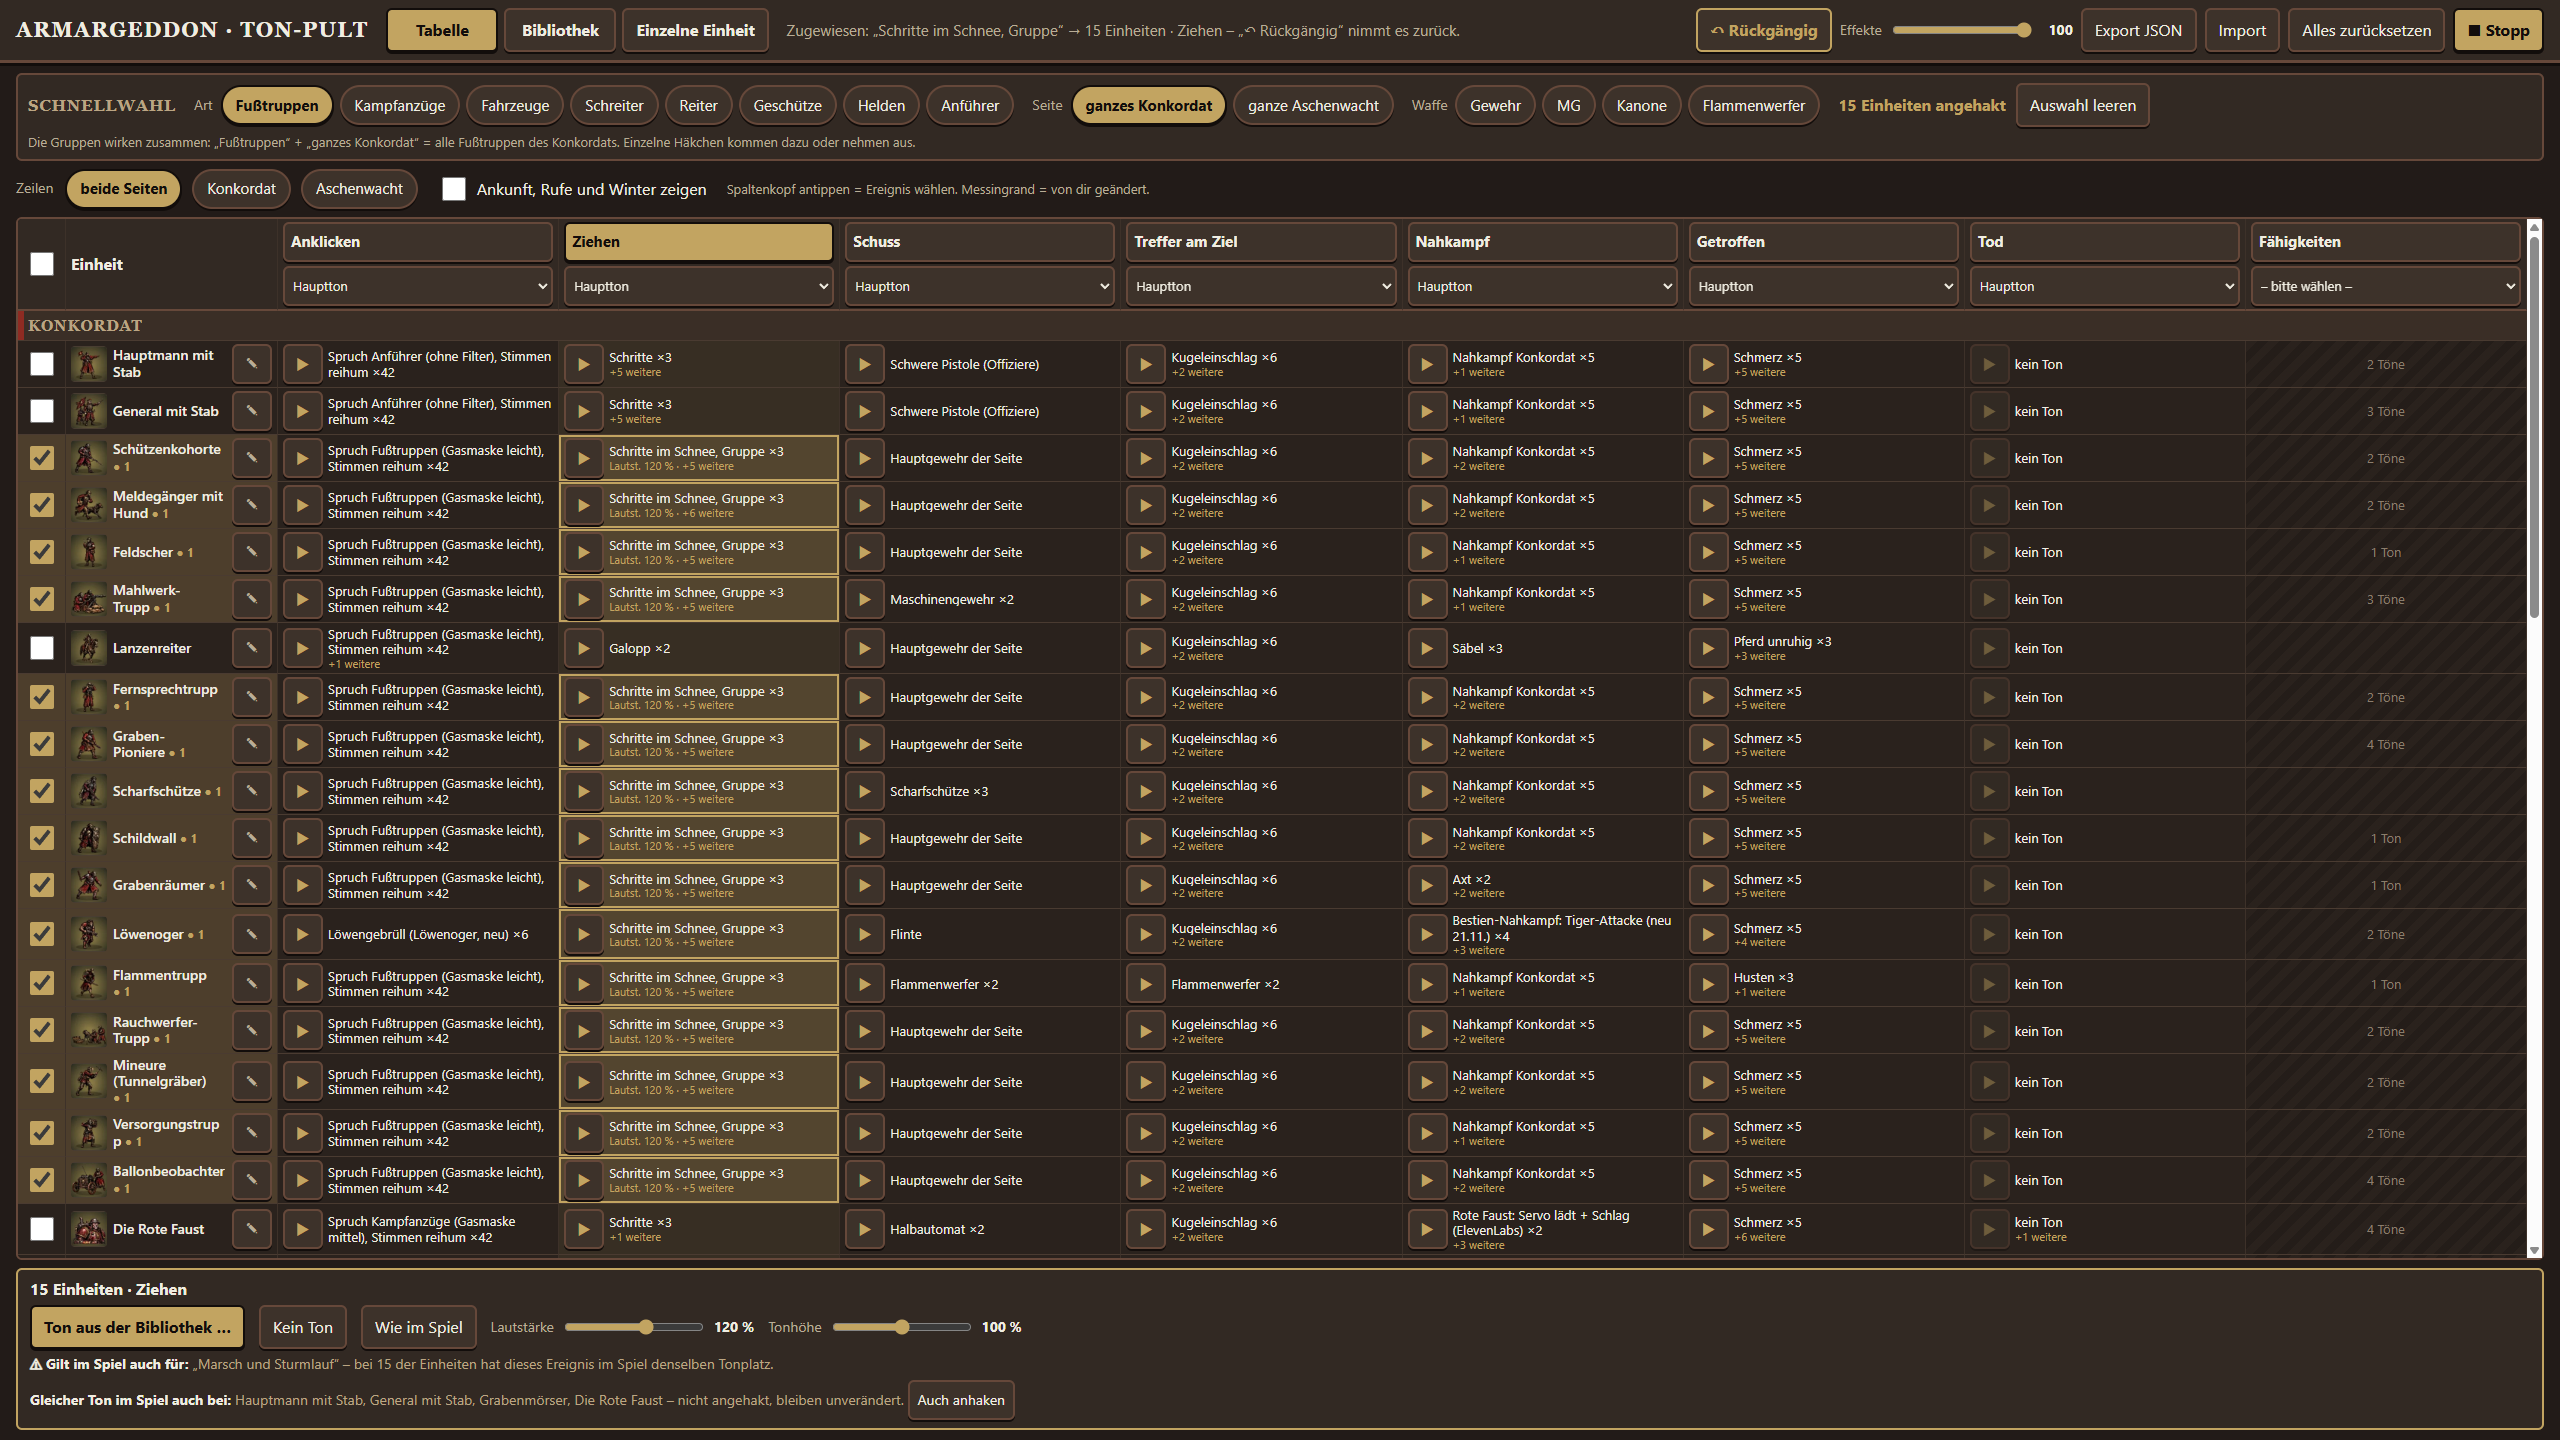 ARMARGEDDON · TON-PULT Tabelle Bibliothek Einzelne Einheit Zugewiesen: „Schritte im Schnee, Gruppe“ → 15 Einheiten · Ziehen – „↶ Rückgängig“ nimmt es zurück. ↶ Rückgängig Effekte 100 Export JSON Import Alles zurücksetzen ■ Stopp
SCHNELLWAHL Art Fußtruppen Kampfanzüge Fahrzeuge Schreiter Reiter Geschütze Helden Anführer Seite ganzes Konkordat ganze Aschenwacht Waffe Gewehr MG Kanone Flammenwerfer 15 Einheiten angehakt Auswahl leeren
Die Gruppen wirken zusammen: „Fußtruppen“ + „ganzes Konkordat“ = alle Fußtruppen des Konkordats. Einzelne Häkchen kommen dazu oder nehmen aus.
Zeilen beide Seiten Konkordat Aschenwacht Ankunft, Rufe und Winter zeigen Spaltenkopf antippen = Ereignis wählen. Messingrand = von dir geändert.
Einheit Anklicken Ziehen Schuss Treffer am Ziel Nahkampf Getroffen Tod Fähigkeiten
Hauptton Hauptton Hauptton Hauptton Hauptton Hauptton Hauptton – bitte wählen –
KONKORDAT
Hauptmann mit Stab Spruch Anführer (ohne Filter), Stimmen reihum ×42 Schritte ×3 +5 weitere Schwere Pistole (Offiziere) Kugeleinschlag ×6 +2 weitere Nahkampf Konkordat ×5 +1 weitere Schmerz ×5 +5 weitere kein Ton 2 Töne
General mit Stab Spruch Anführer (ohne Filter), Stimmen reihum ×42 Schritte ×3 +5 weitere Schwere Pistole (Offiziere) Kugeleinschlag ×6 +2 weitere Nahkampf Konkordat ×5 +1 weitere Schmerz ×5 +5 weitere kein Ton 3 Töne
Schützenkohorte ● 1 Spruch Fußtruppen (Gasmaske leicht), Stimmen reihum ×42 Schritte im Schnee, Gruppe ×3 Lautst. 120 % · +5 weitere Hauptgewehr der Seite Kugeleinschlag ×6 +2 weitere Nahkampf Konkordat ×5 +2 weitere Schmerz ×5 +5 weitere kein Ton 2 Töne
Meldegänger mit Hund ● 1 Spruch Fußtruppen (Gasmaske leicht), Stimmen reihum ×42 Schritte im Schnee, Gruppe ×3 Lautst. 120 % · +6 weitere Hauptgewehr der Seite Kugeleinschlag ×6 +2 weitere Nahkampf Konkordat ×5 +2 weitere Schmerz ×5 +5 weitere kein Ton 2 Töne
Feldscher ● 1 Spruch Fußtruppen (Gasmaske leicht), Stimmen reihum ×42 Schritte im Schnee, Gruppe ×3 Lautst. 120 % · +5 weitere Hauptgewehr der Seite Kugeleinschlag ×6 +2 weitere Nahkampf Konkordat ×5 +1 weitere Schmerz ×5 +5 weitere kein Ton 1 Ton
Mahlwerk-Trupp ● 1 Spruch Fußtruppen (Gasmaske leicht), Stimmen reihum ×42 Schritte im Schnee, Gruppe ×3 Lautst. 120 % · +5 weitere Maschinengewehr ×2 Kugeleinschlag ×6 +2 weitere Nahkampf Konkordat ×5 +1 weitere Schmerz ×5 +5 weitere kein Ton 3 Töne
Lanzenreiter Spruch Fußtruppen (Gasmaske leicht), Stimmen reihum ×42 +1 weitere Galopp ×2 Hauptgewehr der Seite Kugeleinschlag ×6 +2 weitere Säbel ×3 Pferd unruhig ×3 +3 weitere kein Ton
Fernsprechtrupp ● 1 Spruch Fußtruppen (Gasmaske leicht), Stimmen reihum ×42 Schritte im Schnee, Gruppe ×3 Lautst. 120 % · +5 weitere Hauptgewehr der Seite Kugeleinschlag ×6 +2 weitere Nahkampf Konkordat ×5 +2 weitere Schmerz ×5 +5 weitere kein Ton 2 Töne
Graben-Pioniere ● 1 Spruch Fußtruppen (Gasmaske leicht), Stimmen reihum ×42 Schritte im Schnee, Gruppe ×3 Lautst. 120 % · +5 weitere Hauptgewehr der Seite Kugeleinschlag ×6 +2 weitere Nahkampf Konkordat ×5 +2 weitere Schmerz ×5 +5 weitere kein Ton 4 Töne
Scharfschütze ● 1 Spruch Fußtruppen (Gasmaske leicht), Stimmen reihum ×42 Schritte im Schnee, Gruppe ×3 Lautst. 120 % · +5 weitere Scharfschütze ×3 Kugeleinschlag ×6 +2 weitere Nahkampf Konkordat ×5 +2 weitere Schmerz ×5 +5 weitere kein Ton
Schildwall ● 1 Spruch Fußtruppen (Gasmaske leicht), Stimmen reihum ×42 Schritte im Schnee, Gruppe ×3 Lautst. 120 % · +5 weitere Hauptgewehr der Seite Kugeleinschlag ×6 +2 weitere Nahkampf Konkordat ×5 +2 weitere Schmerz ×5 +5 weitere kein Ton 1 Ton
Grabenräumer ● 1 Spruch Fußtruppen (Gasmaske leicht), Stimmen reihum ×42 Schritte im Schnee, Gruppe ×3 Lautst. 120 % · +5 weitere Hauptgewehr der Seite Kugeleinschlag ×6 +2 weitere Axt ×2 +2 weitere Schmerz ×5 +5 weitere kein Ton 1 Ton
Löwenoger ● 1 Löwengebrüll (Löwenoger, neu) ×6 Schritte im Schnee, Gruppe ×3 Lautst. 120 % · +5 weitere Flinte Kugeleinschlag ×6 +2 weitere Bestien-Nahkampf: Tiger-Attacke (neu 21.11.) ×4 +3 weitere Schmerz ×5 +4 weitere kein Ton 2 Töne
Flammentrupp ● 1 Spruch Fußtruppen (Gasmaske leicht), Stimmen reihum ×42 Schritte im Schnee, Gruppe ×3 Lautst. 120 % · +5 weitere Flammenwerfer ×2 Flammenwerfer ×2 Nahkampf Konkordat ×5 +1 weitere Husten ×3 +1 weitere kein Ton 1 Ton
Rauchwerfer-Trupp ● 1 Spruch Fußtruppen (Gasmaske leicht), Stimmen reihum ×42 Schritte im Schnee, Gruppe ×3 Lautst. 120 % · +5 weitere Hauptgewehr der Seite Kugeleinschlag ×6 +2 weitere Nahkampf Konkordat ×5 +1 weitere Schmerz ×5 +5 weitere kein Ton 2 Töne
Mineure (Tunnelgräber) ● 1 Spruch Fußtruppen (Gasmaske leicht), Stimmen reihum ×42 Schritte im Schnee, Gruppe ×3 Lautst. 120 % · +5 weitere Hauptgewehr der Seite Kugeleinschlag ×6 +2 weitere Nahkampf Konkordat ×5 +2 weitere Schmerz ×5 +5 weitere kein Ton 2 Töne
Versorgungstrupp ● 1 Spruch Fußtruppen (Gasmaske leicht), Stimmen reihum ×42 Schritte im Schnee, Gruppe ×3 Lautst. 120 % · +5 weitere Hauptgewehr der Seite Kugeleinschlag ×6 +2 weitere Nahkampf Konkordat ×5 +1 weitere Schmerz ×5 +5 weitere kein Ton 2 Töne
Ballonbeobachter ● 1 Spruch Fußtruppen (Gasmaske leicht), Stimmen reihum ×42 Schritte im Schnee, Gruppe ×3 Lautst. 120 % · +5 weitere Hauptgewehr der Seite Kugeleinschlag ×6 +2 weitere Nahkampf Konkordat ×5 +2 weitere Schmerz ×5 +5 weitere kein Ton 4 Töne
Die Rote Faust Spruch Kampfanzüge (Gasmaske mittel), Stimmen reihum ×42 Schritte ×3 +1 weitere Halbautomat ×2 Kugeleinschlag ×6 +2 weitere Rote Faust: Servo lädt + Schlag (ElevenLabs) ×2 +3 weitere Schmerz ×5 +6 weitere kein Ton +1 weitere 4 Töne
15 Einheiten · Ziehen
Ton aus der Bibliothek ... Kein Ton Wie im Spiel Lautstärke 120 % Tonhöhe 100 %
⚠ Gilt im Spiel auch für: „Marsch und Sturmlauf“ – bei 15 der Einheiten hat dieses Ereignis im Spiel denselben Tonplatz.
Gleicher Ton im Spiel auch bei: Hauptmann mit Stab, General mit Stab, Grabenmörser, Die Rote Faust – nicht angehakt, bleiben unverändert. Auch anhaken